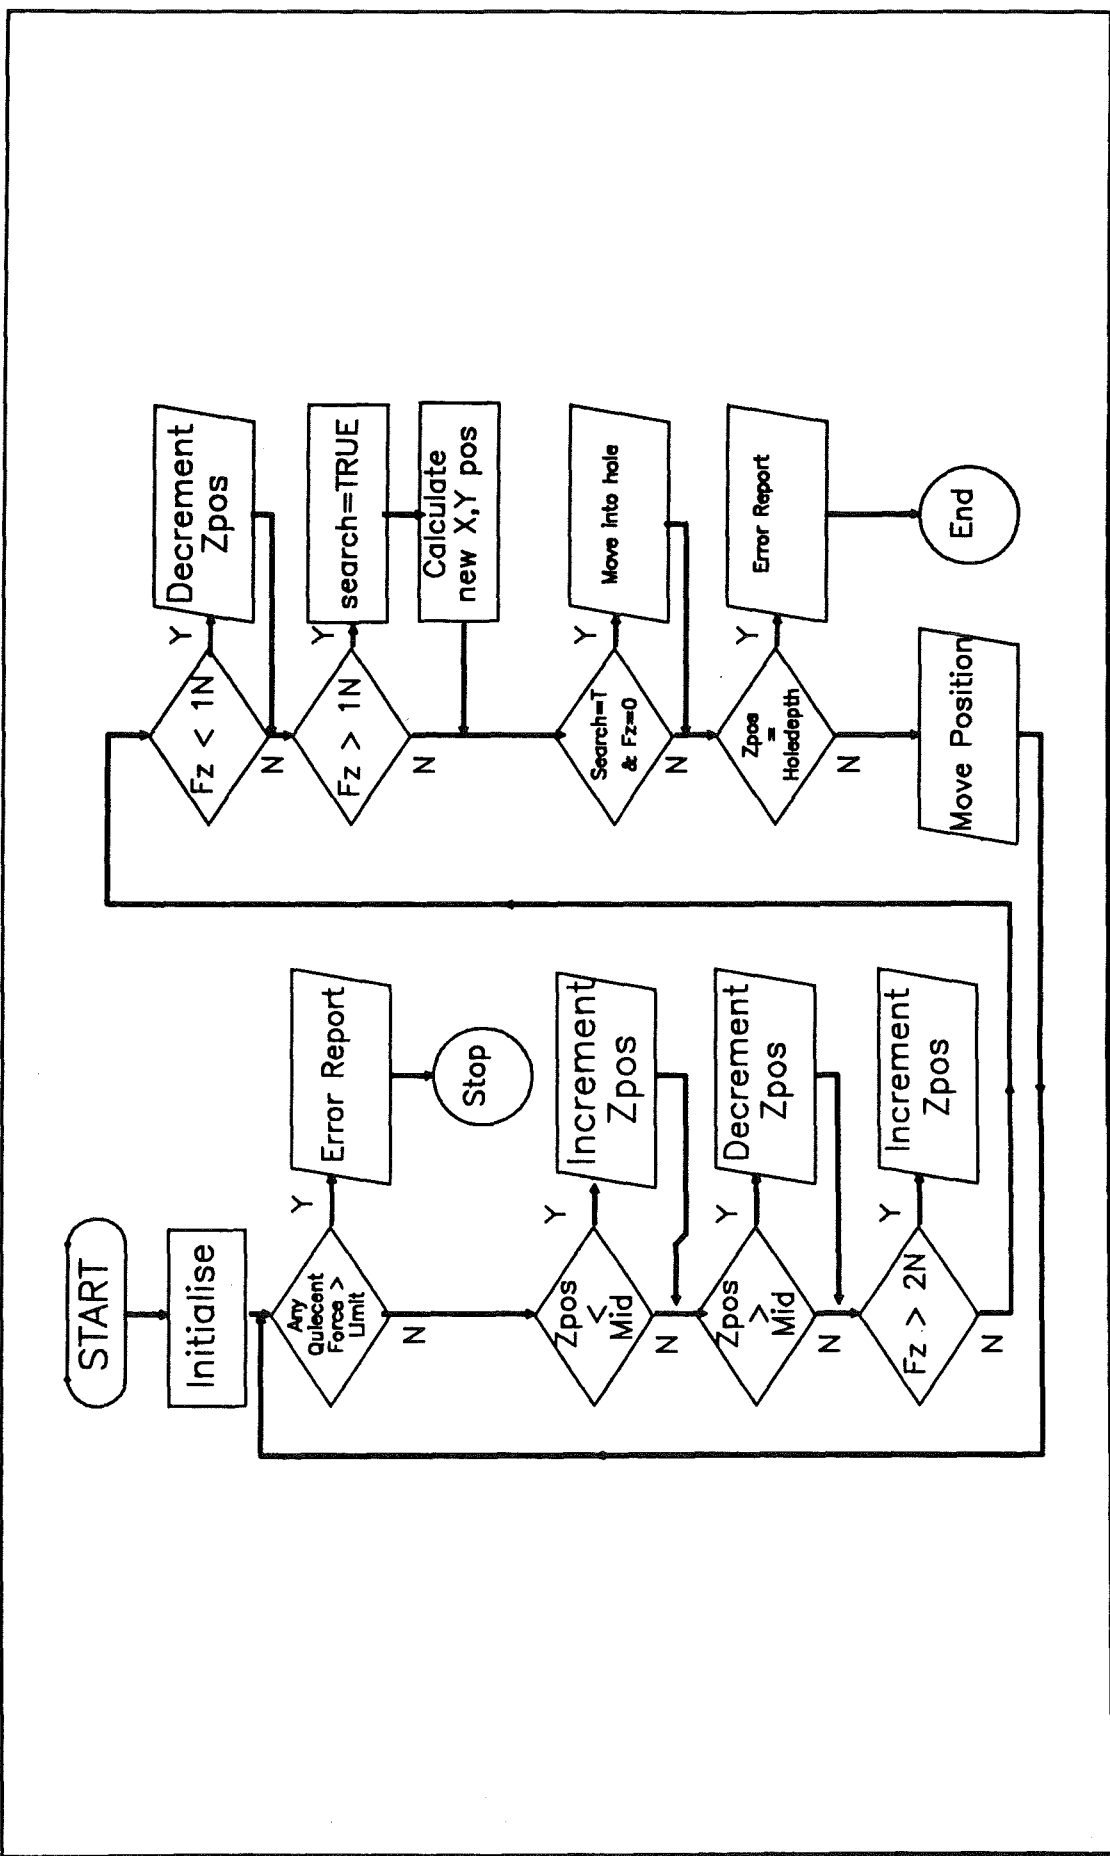 START
Initialise
Any
Quiecent
Force >
Limit
Y
N
Error Report
Stop
Zpos
<
Mid
Y
N
Increment
Zpos
Zpos
>
Mid
Y
N
Decrement
Zpos
Fz > 2N
Y
N
Increment
Zpos
Fz < 1N
Y
N
Decrement
Zpos
Fz > 1N
Y
N
search=TRUE
Calculate
new X,Y pos
Search=T
& Fz=0
Y
N
Move into hole
Zpos
=
Holedepth
Y
N
Error Report
End
Move Position